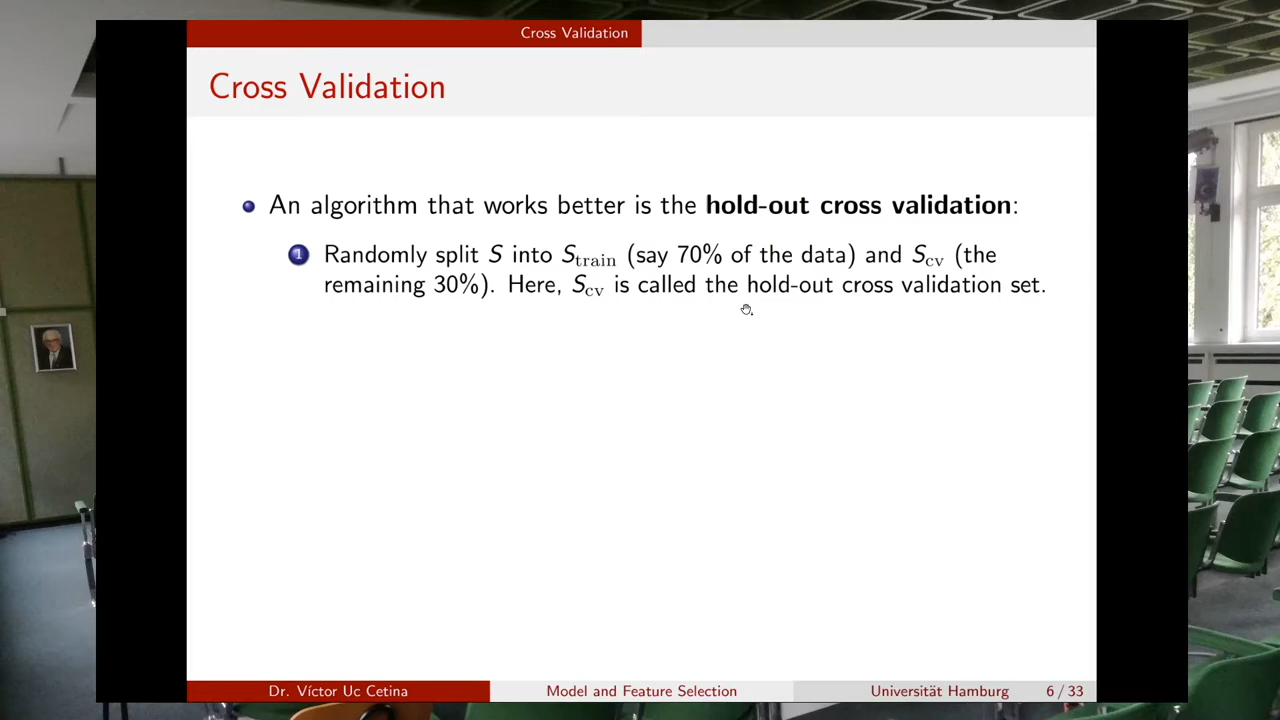 Cross Validation
Cross Validation
An algorithm that works better is the hold-out cross validation:
1 Randomly split S into S_train (say 70% of the data) and S_cv (the
remaining 30%). Here, S_cv is called the hold-out cross validation set.
Dr. Víctor Uc Cetina Model and Feature Selection Universität Hamburg 6 / 33